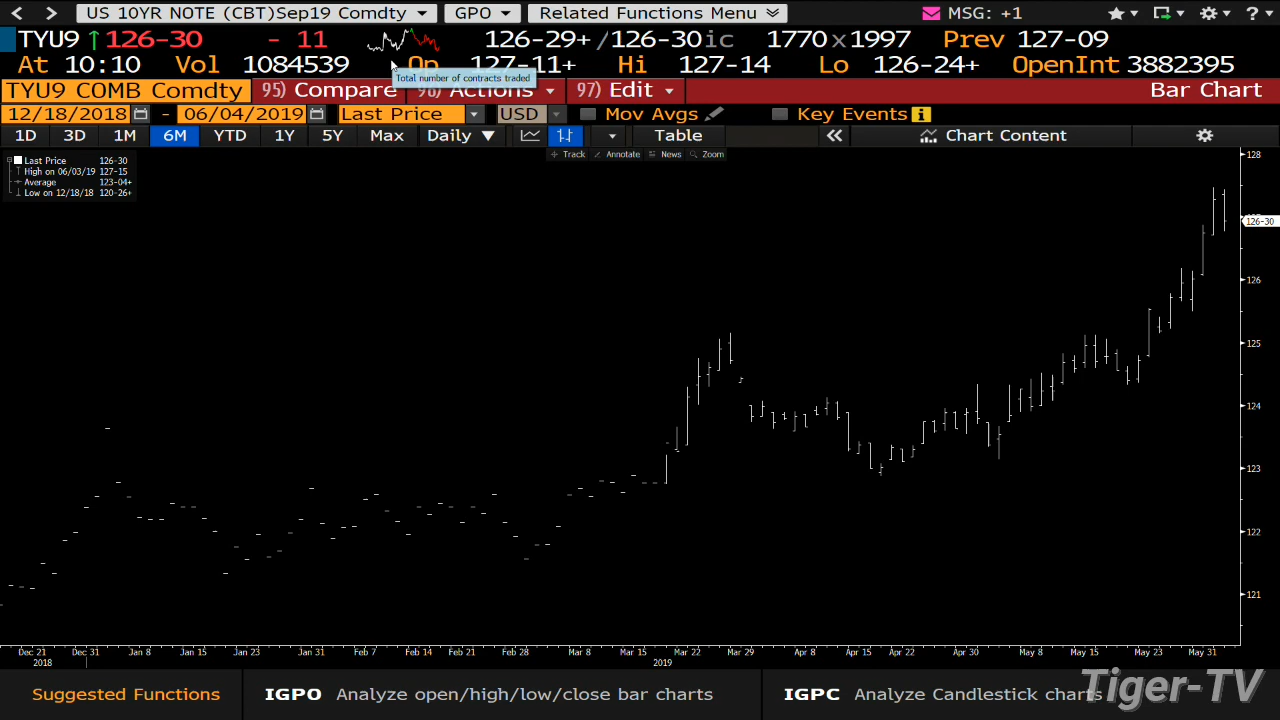 US 10YR NOTE (CBT)Sep19 Comdty GPO Related Functions Menu MSG: +1 ?
TYU9 ↑126-30 - 11 126-29+/126-30ic 1770x1997 Prev 127-09
At 10:10 Vol 1084539 Op 127-11+ Hi 127-14 Lo 126-24+ OpenInt 3882395
Total number of contracts traded
TYU9 COMB Comdty 95) Compare 96) Actions 97) Edit Bar Chart
12/18/2018 - 06/04/2019 Last Price USD Mov Avgs Key Events i
1D 3D 1M 6M YTD 1Y 5Y Max Daily ▼ Table « Chart Content
Track Annotate News Zoom
Last Price 126-30
High on 06/03/19 127-15
Average 123-04+
Low on 12/18/18 120-26+
128
126-30
126
125
124
123
122
121
Dec 21 Dec 31 Jan 8 Jan 15 Jan 23 Jan 31 Feb 7 Feb 14 Feb 21 Feb 28 Mar 8 Mar 15 Mar 22 Mar 29 Apr 8 Apr 15 Apr 22 Apr 30 May 8 May 15 May 23 May 31
2018 2019
Suggested Functions IGPO Analyze open/high/low/close bar charts IGPC Analyze Candlestick charts
Tiger-TV